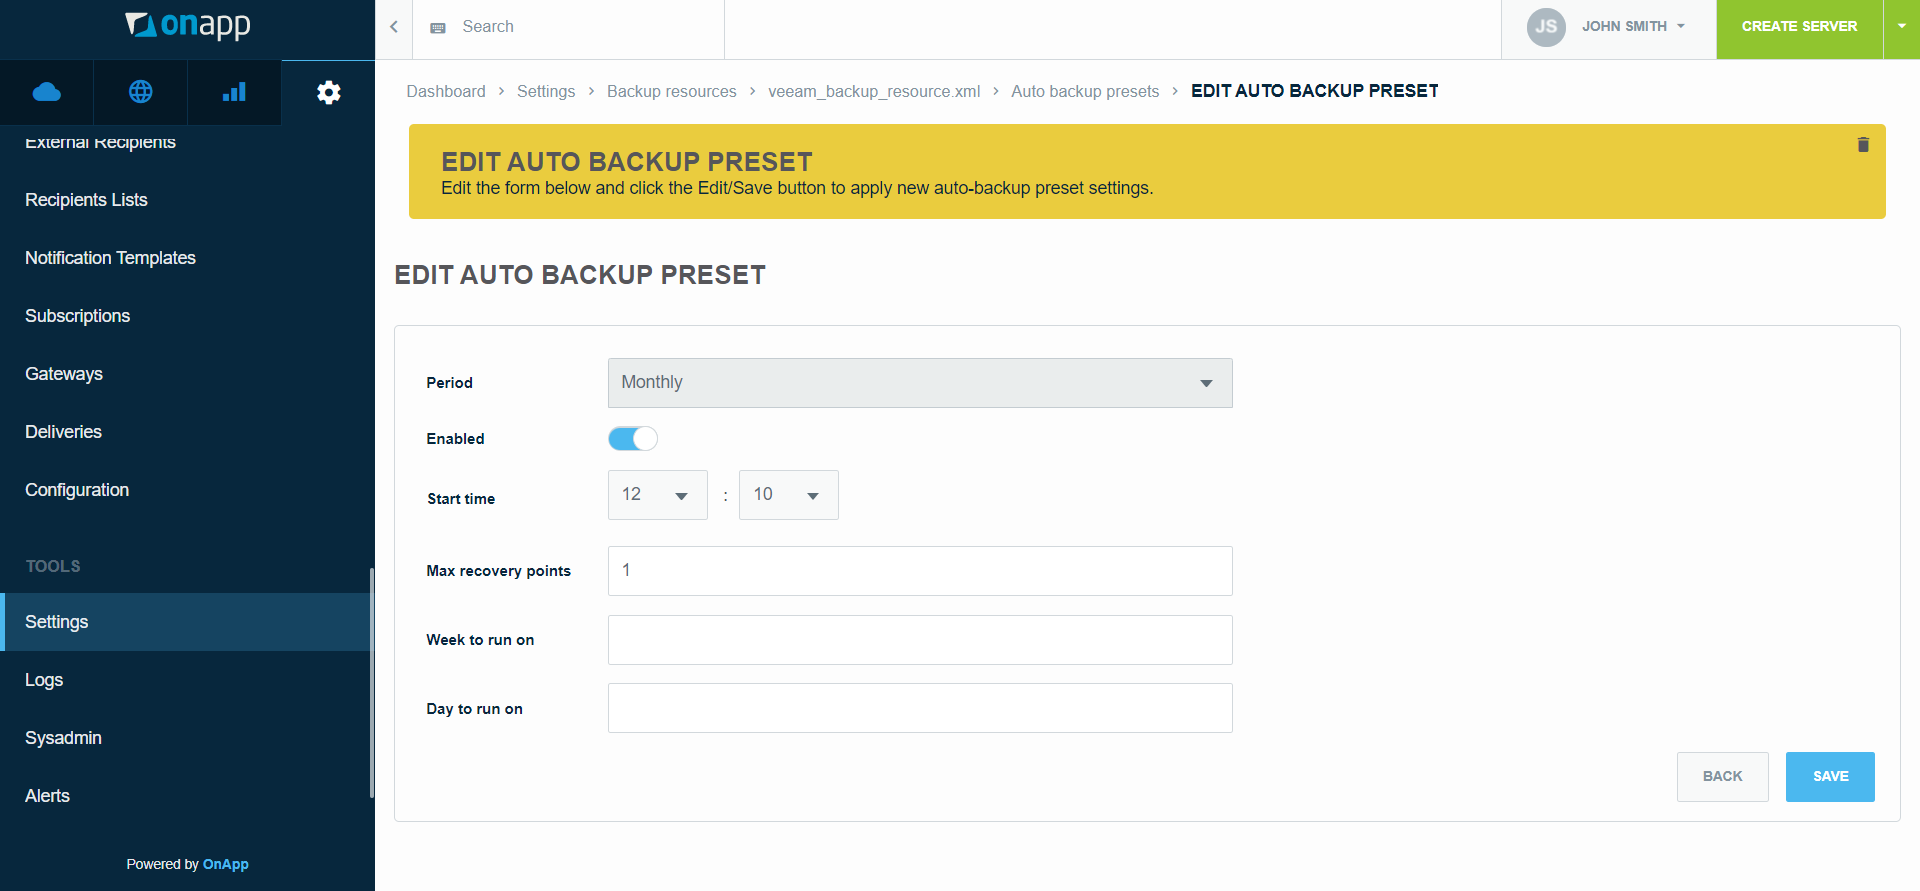 onapp
Search
JS
JOHN SMITH
CREATE SERVER
Dashboard > Settings > Backup resources > veeam_backup_resource.xml > Auto backup presets > EDIT AUTO BACKUP PRESET
External Recipients
Recipients Lists
Notification Templates
Subscriptions
Gateways
Deliveries
Configuration
TOOLS
Settings
Logs
Sysadmin
Alerts
Powered by OnApp
EDIT AUTO BACKUP PRESET
Edit the form below and click the Edit/Save button to apply new auto-backup preset settings.
EDIT AUTO BACKUP PRESET
Period
Monthly
Enabled
Start time
12 : 10
Max recovery points
1
Week to run on
Day to run on
BACK
SAVE